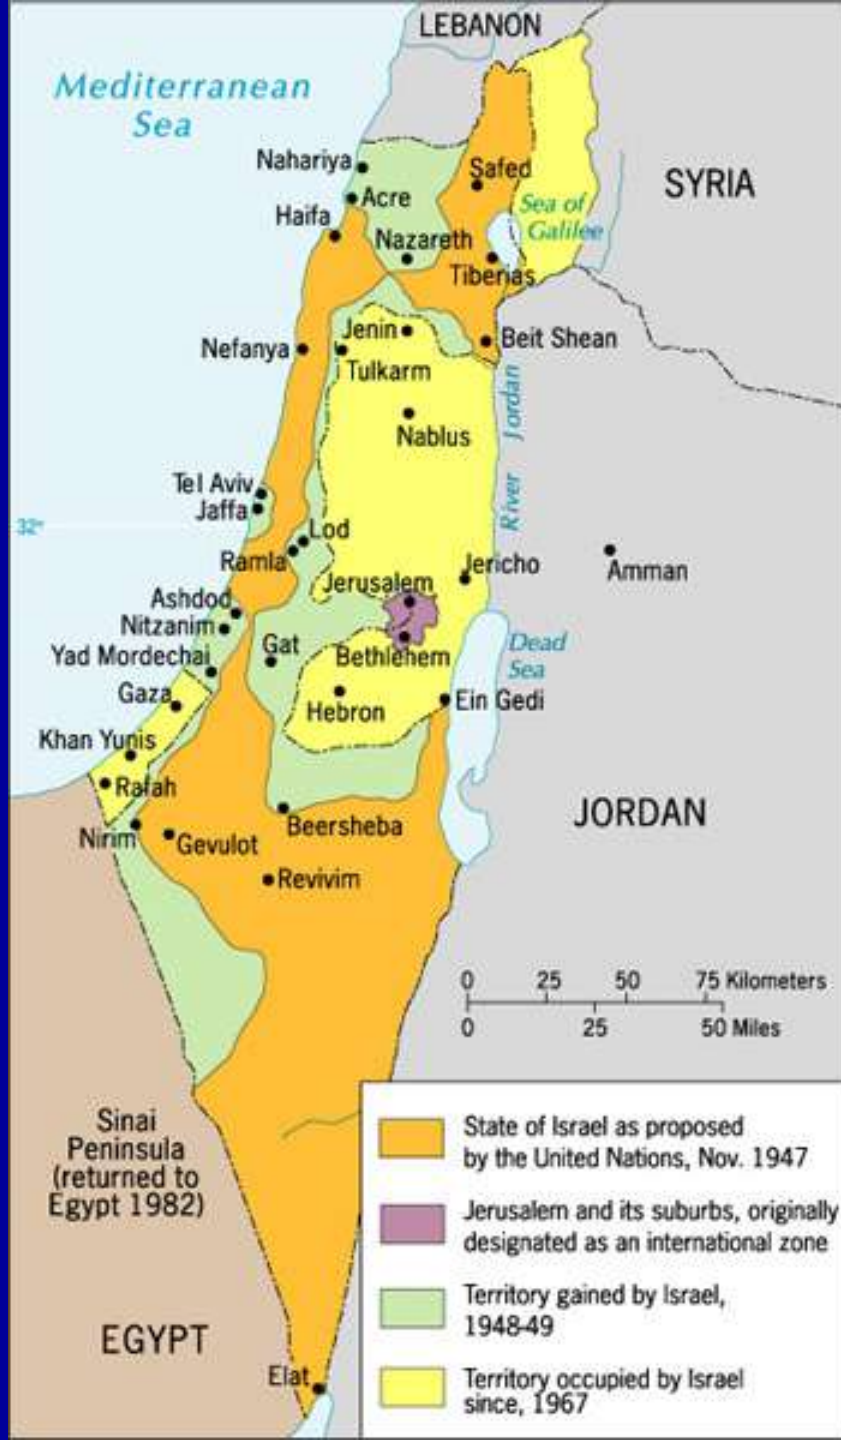 LEBANON
Mediterranean
Sea
Nahariya
Safed
SYRIA
Acre
Sea of
Galilee
Haifa
Nazareth
Tiberias
Jenin
Beit Shean
Nefanya
Tulkarm
River Jordan
Nablus
Tel Aviv
Jaffa
32°
Lod
Ramla
Jericho
Amman
Jerusalem
Ashdod
Nitzanim
Gat
Bethlehem
Dead
Sea
Yad Mordechai
Gaza
Hebron
Ein Gedi
Khan Yunis
Rafah
JORDAN
Nirim
Beersheba
Gevulot
Revivim
0 25 50 75 Kilometers
0 25 50 Miles
Sinai
Peninsula
(returned to
Egypt 1982)
EGYPT
Elat
State of Israel as proposed
by the United Nations, Nov. 1947
Jerusalem and its suburbs, originally
designated as an international zone
Territory gained by Israel,
1948-49
Territory occupied by Israel
since, 1967